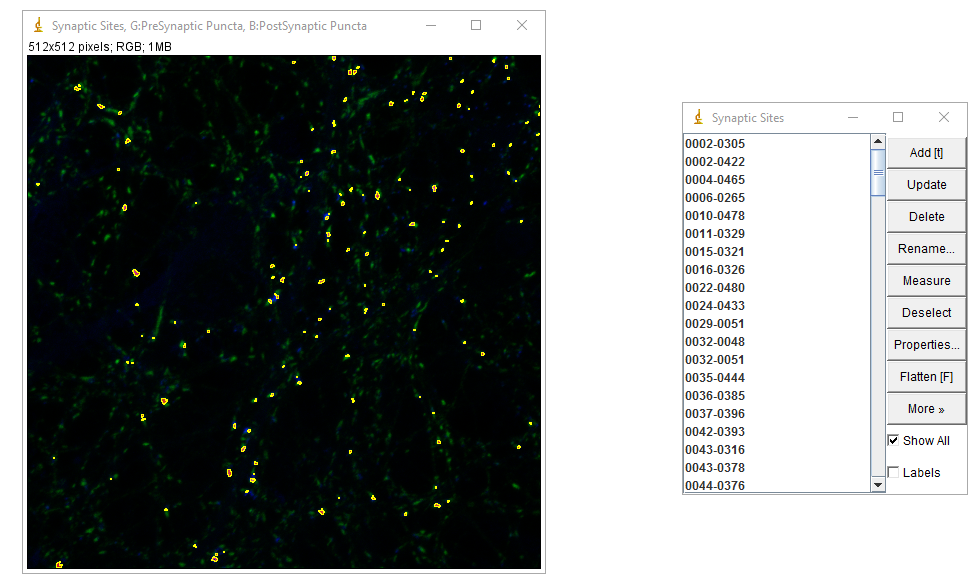 Synaptic Sites, G:PreSynaptic Puncta, B:PostSynaptic Puncta
512x512 pixels; RGB; 1MB
Synaptic Sites
0002-0305
0002-0422
0004-0465
0006-0265
0010-0478
0011-0329
0015-0321
0016-0326
0022-0480
0024-0433
0029-0051
0032-0048
0032-0051
0035-0444
0036-0385
0037-0396
0042-0393
0043-0316
0043-0378
0044-0376
Add [t]
Update
Delete
Rename...
Measure
Deselect
Properties...
Flatten [F]
More »
Show All
Labels